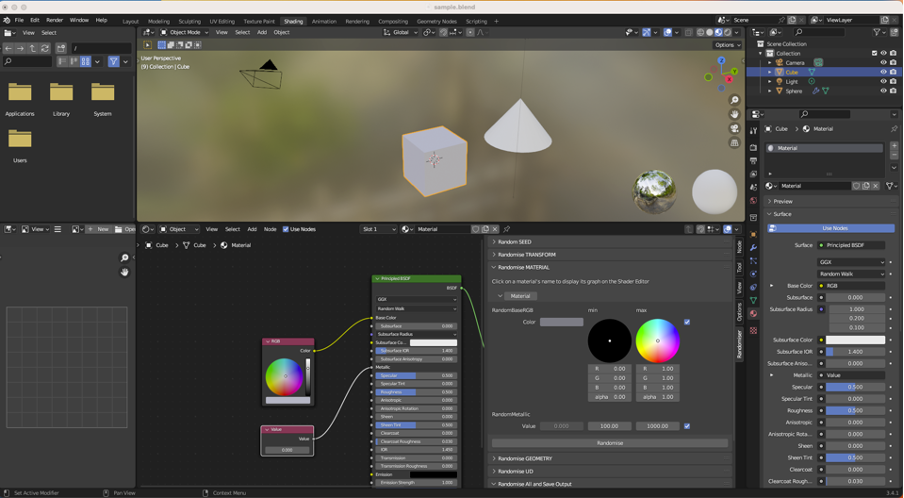 sample.blend
File Edit Render Window Help Layout Modeling Sculpting UV Editing Texture Paint Shading Animation Rendering Compositing Geometry Nodes Scripting + Scene ViewLayer
View Select Object Mode View Select Add Object Global
Options
Applications Library System
Users
User Perspective
(9) Collection | Cube
Scene Collection
Collection
Camera
Cube
Light
Sphere
Cube Material
Material
Material
Preview
Surface
Use Nodes
Surface Principled BSDF
GGX
Random Walk
Base Color RGB
Subsurface 0.000
Subsurface Radius 1.000
0.200
0.100
Subsurface Color
Subsurface IOR 1.400
Subsurface Aniso... 0.000
Metallic Value
Specular 0.500
Specular Tint 0.000
Roughness 0.500
Anisotropic 0.000
Anisotropic Rota... 0.000
Sheen 0.000
Sheen Tint 0.500
Clearcoat 0.000
Clearcoat Rough... 0.030
View New Open
Object View Select Add Node Use Nodes Slot 1 Material
Cube Cube Material
Principled BSDF
BSDF
GGX
Random Walk
Base Color
Subsurface 0.000
Subsurface Radius
Subsurface Co...
Subsurface IOR 1.400
Subsurface Anisotropy 0.000
Metallic
Specular 0.500
Specular Tint 0.000
Roughness 0.500
Anisotropic 0.000
Anisotropic Rotation 0.000
Sheen 0.000
Sheen Tint 0.500
Clearcoat 0.000
Clearcoat Roughness 0.030
IOR 1.450
Transmission 0.000
Transmission Roughness 0.000
Emission
Emission Strength 1.000
RGB
Color
Value
Value
0.000
Random SEED
Randomise TRANSFORM
Randomise MATERIAL
Click on a material's name to display its graph on the Shader Editor
Material
RandomBaseRGB min max
Color
R 0.00 R 1.00
G 0.00 G 1.00
B 0.00 B 1.00
alpha 0.00 alpha 1.00
RandomMetallic
Value 0.000 100.00 1000.00
Randomise
Randomise GEOMETRY
Randomise UD
Randomise All and Save Output
Node
Tool
View
Options
Randomiser
Set Active Modifier Pan View Context Menu 3.4.1